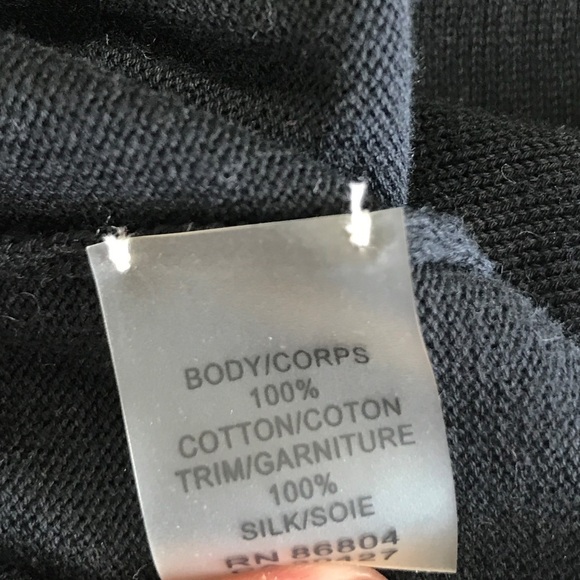 BODY/CORPS
100%
COTTON/COTON
TRIM/GARNITURE
100%
SILK/SOIE
RN 86804